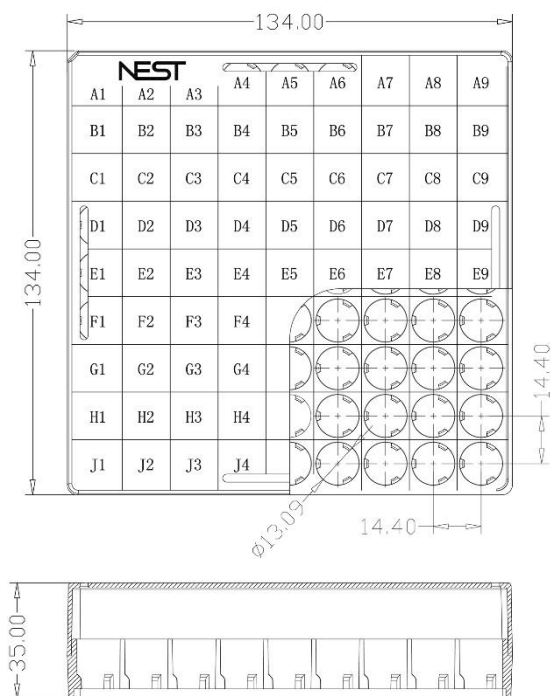 134.00
NEST
A1 A2 A3 A4 A5 A6 A7 A8 A9
B1 B2 B3 B4 B5 B6 B7 B8 B9
C1 C2 C3 C4 C5 C6 C7 C8 C9
134.00
D1 D2 D3 D4 D5 D6 D7 D8 D9
E1 E2 E3 E4 E5 E6 E7 E8 E9
F1 F2 F3 F4
G1 G2 G3 G4
14.40
H1 H2 H3 H4
J1 J2 J3 J4
Ø13.09
14.40
35.00